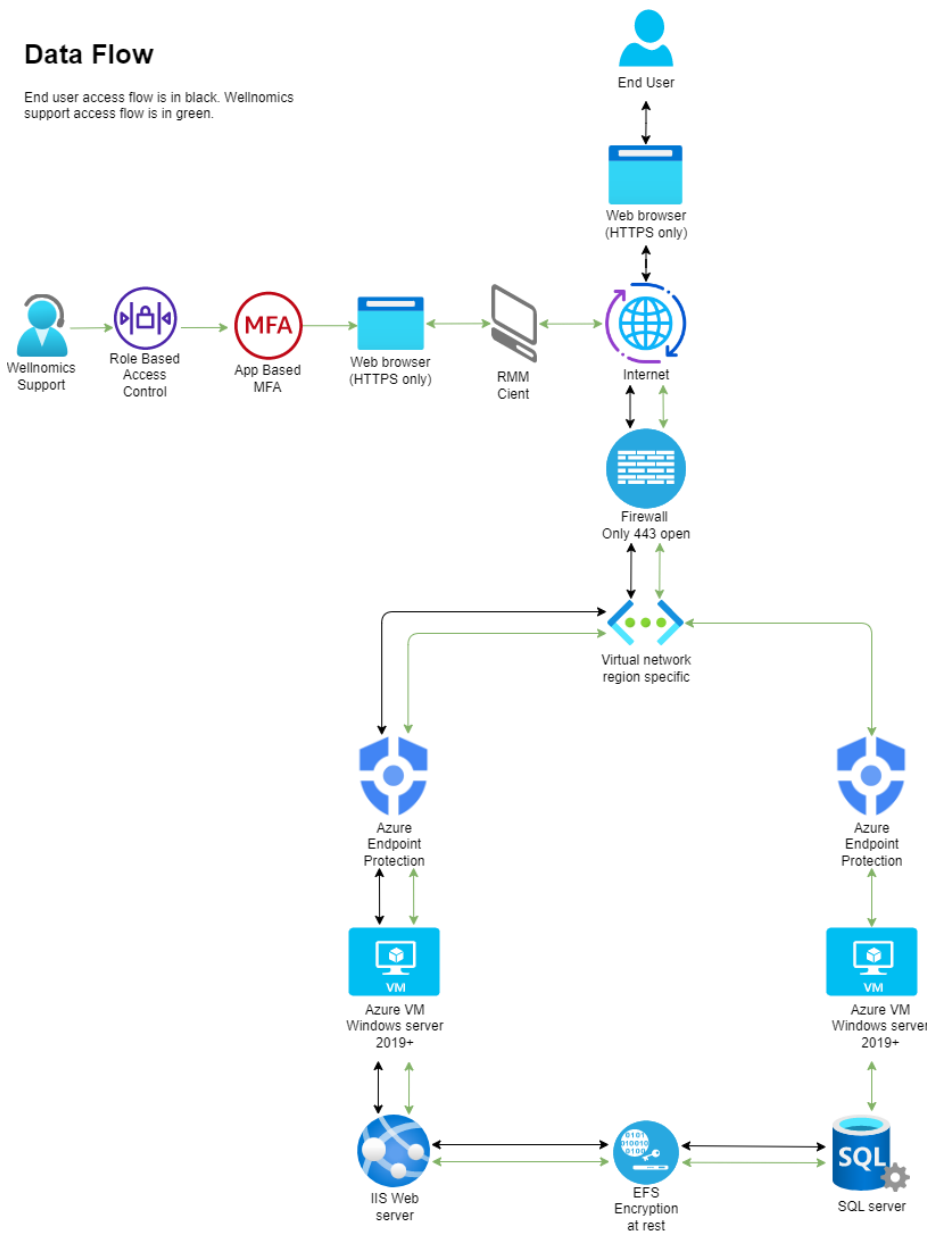 Data Flow
End user access flow is in black. Wellnomics
support access flow is in green.
End User
Web browser
(HTTPS only)
Wellnomics
Support
Role Based
Access
Control
MFA
App Based
MFA
Web browser
(HTTPS only)
RMM
Cient
Internet
Firewall
Only 443 open
Virtual network
region specific
Azure
Endpoint
Protection
Azure
Endpoint
Protection
VM
Azure VM
Windows server
2019+
VM
Azure VM
Windows server
2019+
IIS Web
server
0101
010010
0100
EFS
Encryption
at rest
SQL
SQL server